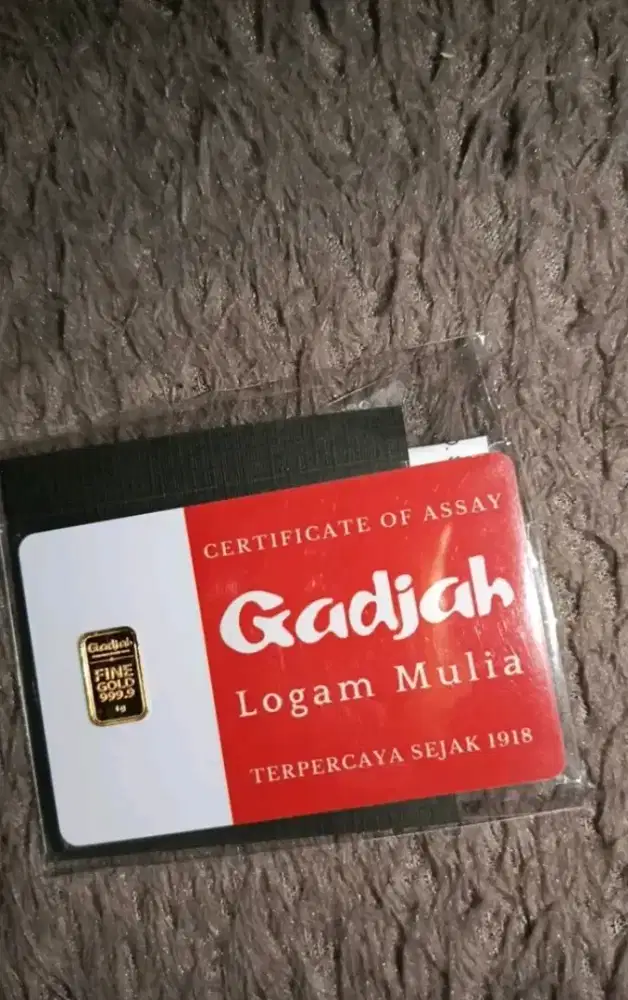 CERTIFICATE OF ASSAY
Gadjah
Logam Mulia
TERPERCAYA SEJAK 1918
Gadjah
FINE
GOLD
999.9